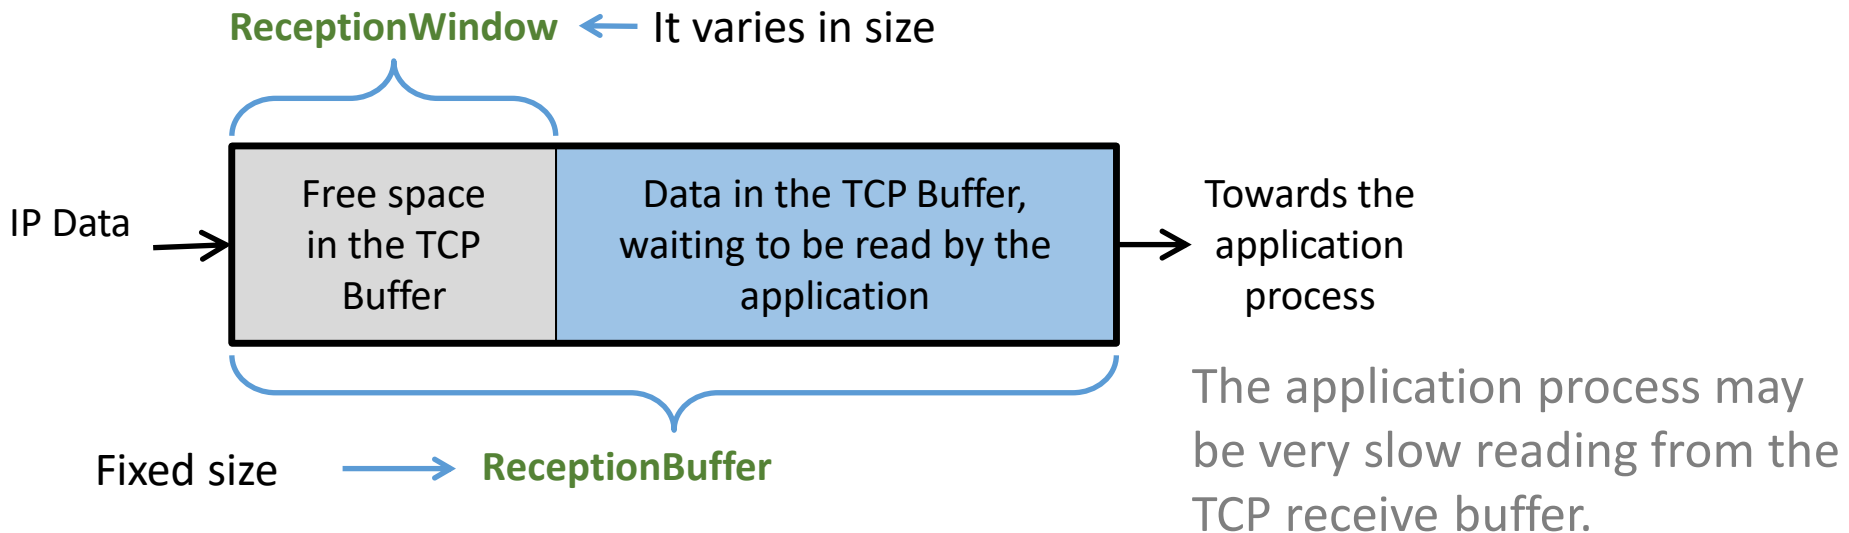 ReceptionWindow
It varies in size
IP Data
Free space
in the TCP
Buffer
Data in the TCP Buffer,
waiting to be read by the
application
Towards the
application
process
Fixed size
ReceptionBuffer
The application process may
be very slow reading from the
TCP receive buffer.